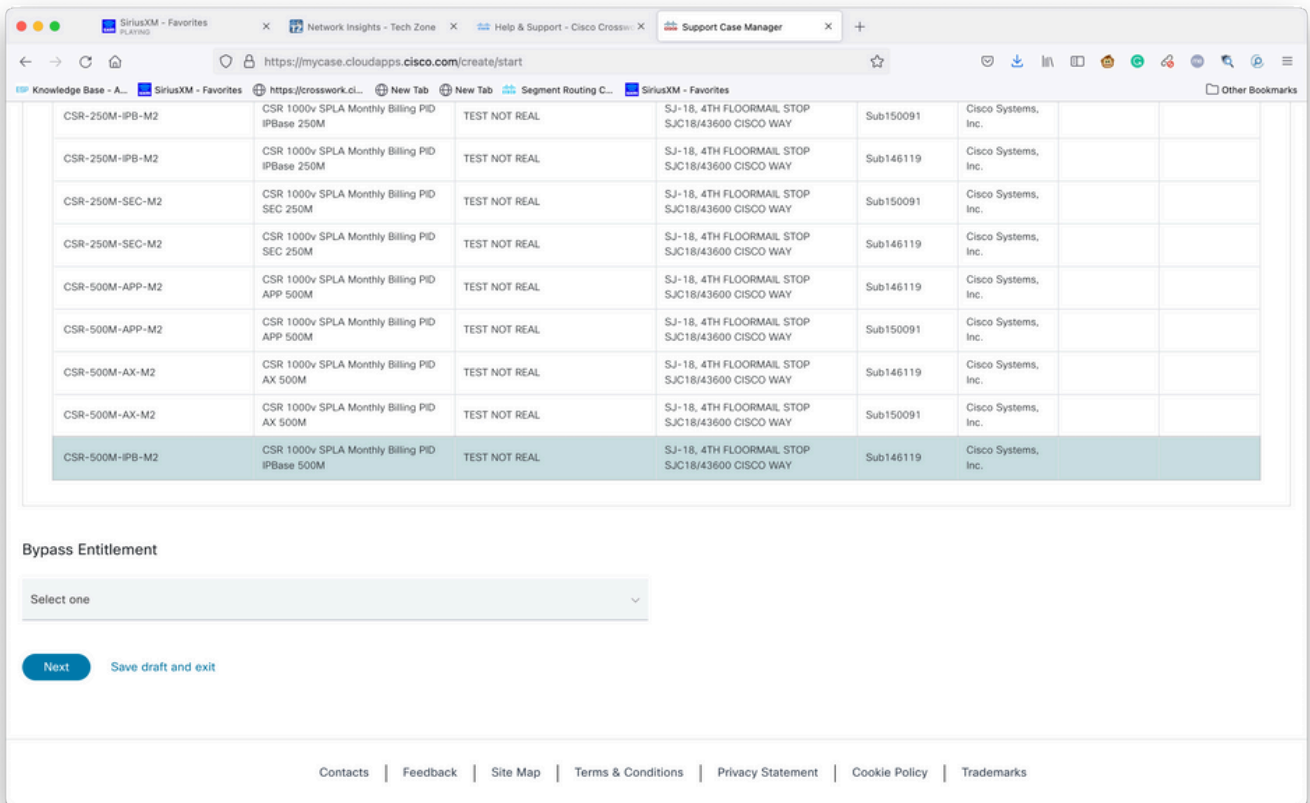 SiriusXM - Favorites
PLAYING
Network Insights - Tech Zone
Help & Support - Cisco Crossw
Support Case Manager
https://mycase.cloudapps.cisco.com/create/start
Knowledge Base - A...
SiriusXM - Favorites
https://crosswork.ci...
New Tab
New Tab
Segment Routing C...
SiriusXM - Favorites
Other Bookmarks
CSR-250M-IPB-M2
CSR 1000v SPLA Monthly Billing PID
IPBase 250M
TEST NOT REAL
SJ-18, 4TH FLOORMAIL STOP
SJC18/43600 CISCO WAY
Sub150091
Cisco Systems,
Inc.
CSR-250M-IPB-M2
CSR 1000v SPLA Monthly Billing PID
IPBase 250M
TEST NOT REAL
SJ-18, 4TH FLOORMAIL STOP
SJC18/43600 CISCO WAY
Sub146119
Cisco Systems,
Inc.
CSR-250M-SEC-M2
CSR 1000v SPLA Monthly Billing PID
SEC 250M
TEST NOT REAL
SJ-18, 4TH FLOORMAIL STOP
SJC18/43600 CISCO WAY
Sub150091
Cisco Systems,
Inc.
CSR-250M-SEC-M2
CSR 1000v SPLA Monthly Billing PID
SEC 250M
TEST NOT REAL
SJ-18, 4TH FLOORMAIL STOP
SJC18/43600 CISCO WAY
Sub146119
Cisco Systems,
Inc.
CSR-500M-APP-M2
CSR 1000v SPLA Monthly Billing PID
APP 500M
TEST NOT REAL
SJ-18, 4TH FLOORMAIL STOP
SJC18/43600 CISCO WAY
Sub146119
Cisco Systems,
Inc.
CSR-500M-APP-M2
CSR 1000v SPLA Monthly Billing PID
APP 500M
TEST NOT REAL
SJ-18, 4TH FLOORMAIL STOP
SJC18/43600 CISCO WAY
Sub150091
Cisco Systems,
Inc.
CSR-500M-AX-M2
CSR 1000v SPLA Monthly Billing PID
AX 500M
TEST NOT REAL
SJ-18, 4TH FLOORMAIL STOP
SJC18/43600 CISCO WAY
Sub146119
Cisco Systems,
Inc.
CSR-500M-AX-M2
CSR 1000v SPLA Monthly Billing PID
AX 500M
TEST NOT REAL
SJ-18, 4TH FLOORMAIL STOP
SJC18/43600 CISCO WAY
Sub150091
Cisco Systems,
Inc.
CSR-500M-IPB-M2
CSR 1000v SPLA Monthly Billing PID
IPBase 500M
TEST NOT REAL
SJ-18, 4TH FLOORMAIL STOP
SJC18/43600 CISCO WAY
Sub146119
Cisco Systems,
Inc.
Bypass Entitlement
Select one
Next
Save draft and exit
Contacts
Feedback
Site Map
Terms & Conditions
Privacy Statement
Cookie Policy
Trademarks